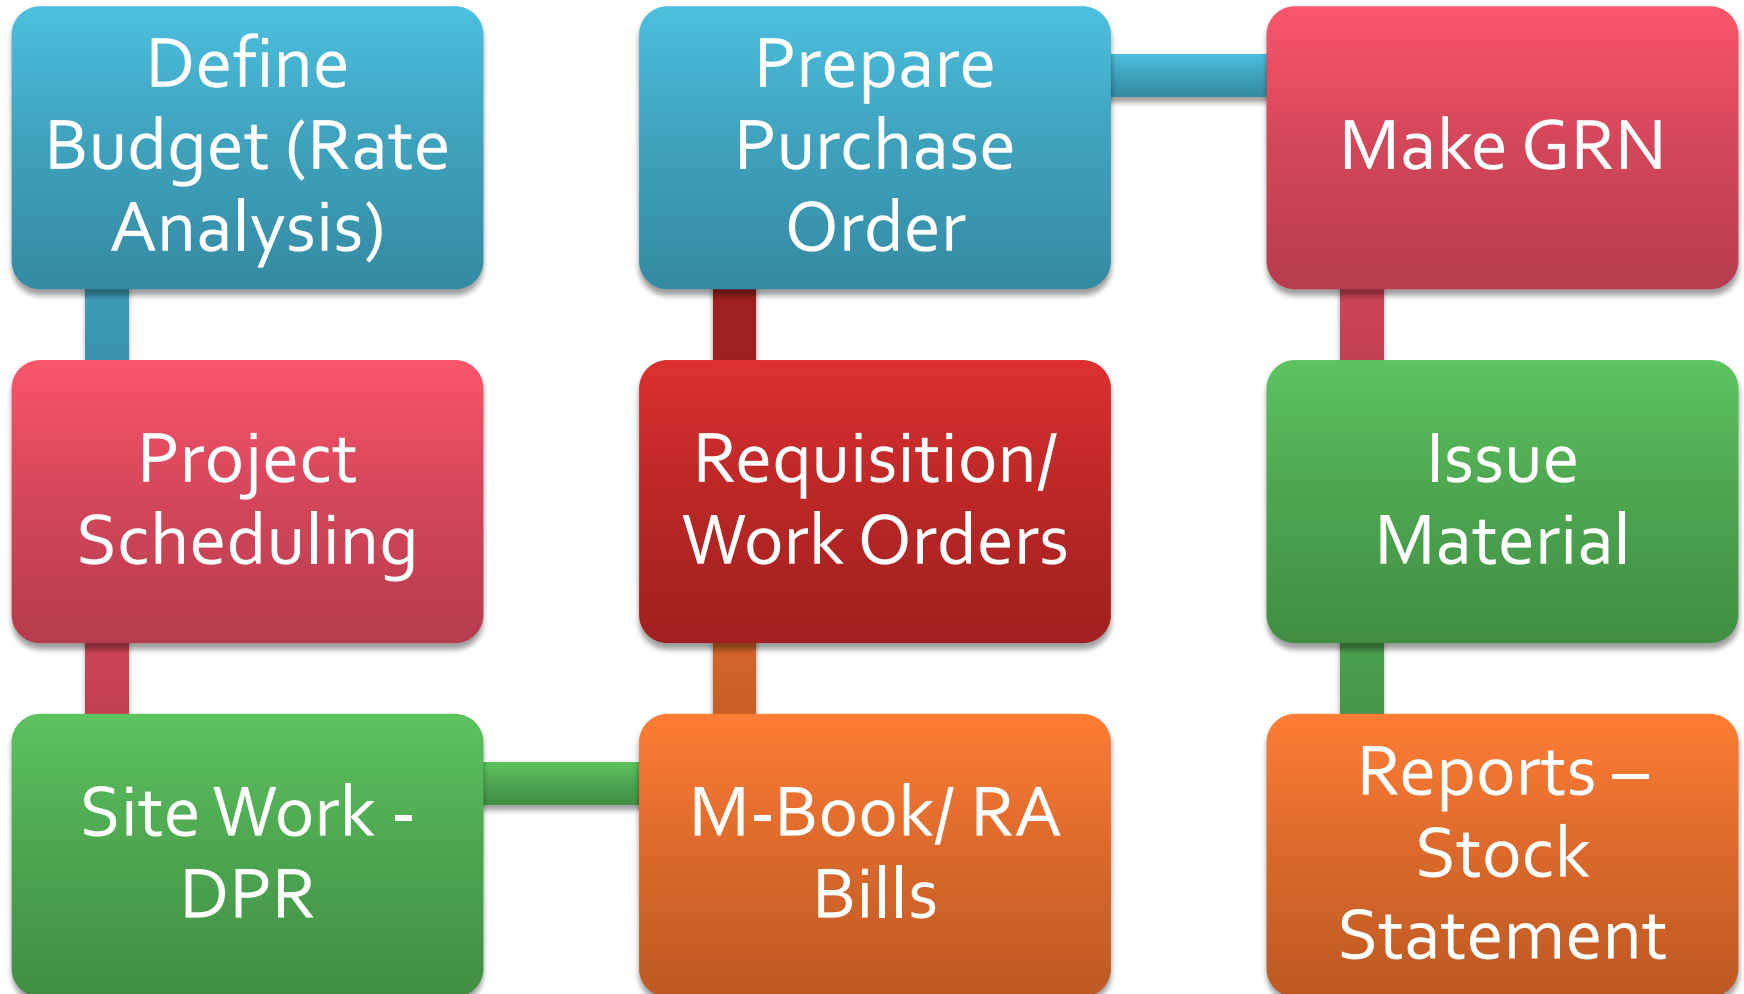 Define
Budget (Rate
Analysis)
Project
Scheduling
Site Work -
DPR
M-Book/ RA
Bills
Requisition/
Work Orders
Prepare
Purchase
Order
Make GRN
Issue
Material
Reports –
Stock
Statement